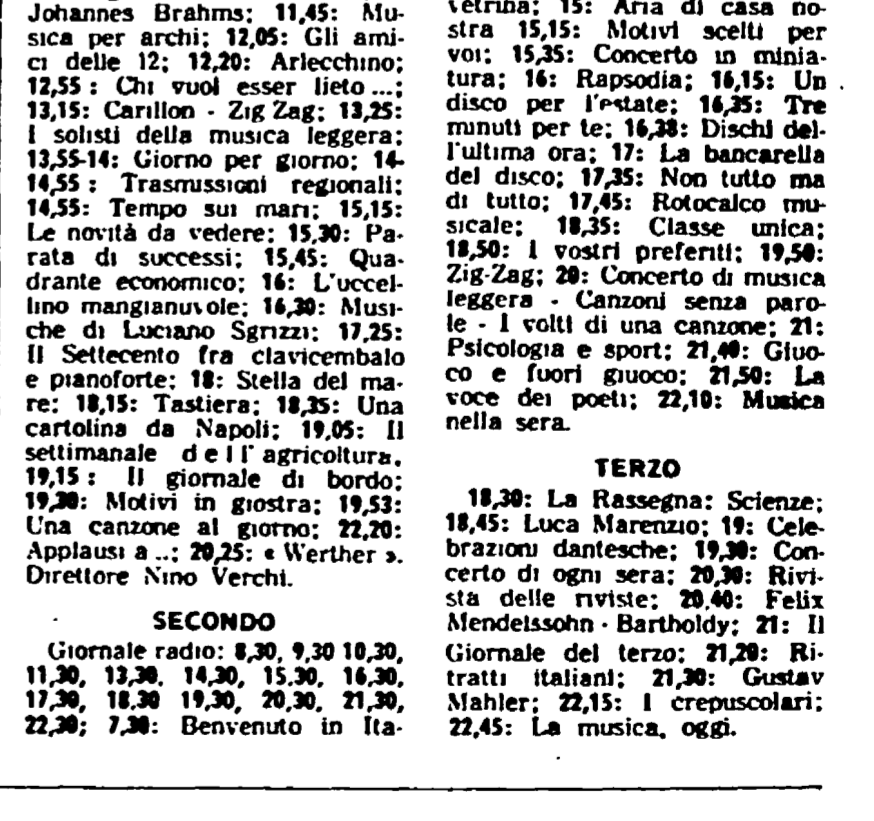 Johannes Brahms; 11,45: Mu-
sica per archi; 12,05: Gli ami-
ci delle 12; 12,20: Arlecchino;
12,55 : Chi vuol esser lieto ...;
13,15: Carillon - Zig Zag; 13,25:
I solisti della musica leggera;
13,55-14: Giorno per giorno; 14-
14,55 : Trasmissioni regionali;
14,55: Tempo sui mari; 15,15:
Le novità da vedere; 15,30: Pa-
rata di successi; 15,45: Qua-
drante economico; 16: L'uccel-
lino mangianuvole; 16,30: Musi-
che di Luciano Sgrizzi; 17,25:
Il Settecento fra clavicembalo
e pianoforte; 18: Stella del ma-
re; 18,15: Tastiera; 18,35: Una
cartolina da Napoli; 19,05: Il
settimanale dell'agricoltura.
19,15 : Il giornale di bordo;
19,30: Motivi in giostra; 19,53:
Una canzone al giorno; 22,20:
Applausi a ..; 20,25: « Werther ».
Direttore Nino Verchi.
SECONDO
Giornale radio: 8,30, 9,30 10,30,
11,30, 13,30, 14,30, 15.30, 16,30,
17,30, 18.30 19,30, 20,30, 21,30,
22,30; 7,30: Benvenuto in Ita-
vetrina; 15: Aria di casa no-
stra 15,15: Motivi scelti per
voi; 15,35: Concerto in minia-
tura; 16: Rapsodia; 16,15: Un
disco per l'estate; 16,35: Tre
minuti per te; 16,38: Dischi del-
l'ultima ora; 17: La bancarella
del disco; 17,35: Non tutto ma
di tutto; 17,45: Rotocalco mu-
sicale; 18,35: Classe unica;
18,50: I vostri preferiti; 19,50:
Zig-Zag; 20: Concerto di musica
leggera - Canzoni senza paro-
le - I volti di una canzone; 21:
Psicologia e sport; 21,40: Giuo-
co e fuori giuoco; 21,50: La
voce dei poeti; 22,10: Musica
nella sera.
TERZO
18,30: La Rassegna: Scienze;
18,45: Luca Marenzio; 19: Cele-
brazioni dantesche; 19,30: Con-
certo di ogni sera; 20,30: Rivi-
sta delle riviste; 20.40: Felix
Mendelssohn - Bartholdy; 21: Il
Giornale del terzo; 21,20: Ri-
tratti italiani; 21,30: Gustav
Mahler; 22,15: I crepuscolari;
22,45: La musica, oggi.